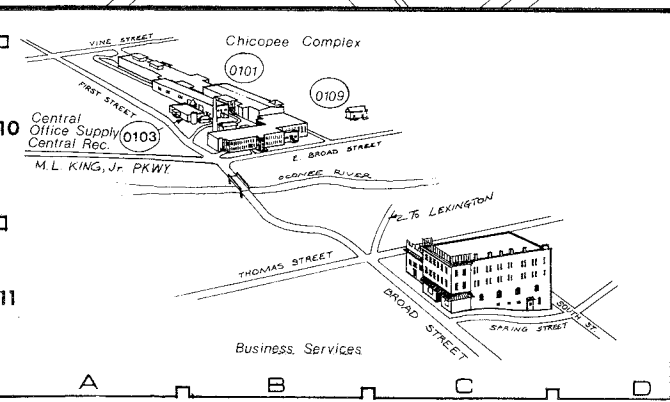 VINE STREET
Chicopee Complex
0101
0109
FIRST STREET
10
Central
Office Supply
Central Rec.
0103
E. BROAD STREET
M.L. KING, Jr. PKWY.
OCONEE RIVER
TO LEXINGTON
THOMAS STREET
11
BROAD STREET
SOUTH ST.
SPRING STREET
Business Services
A
B
C
D